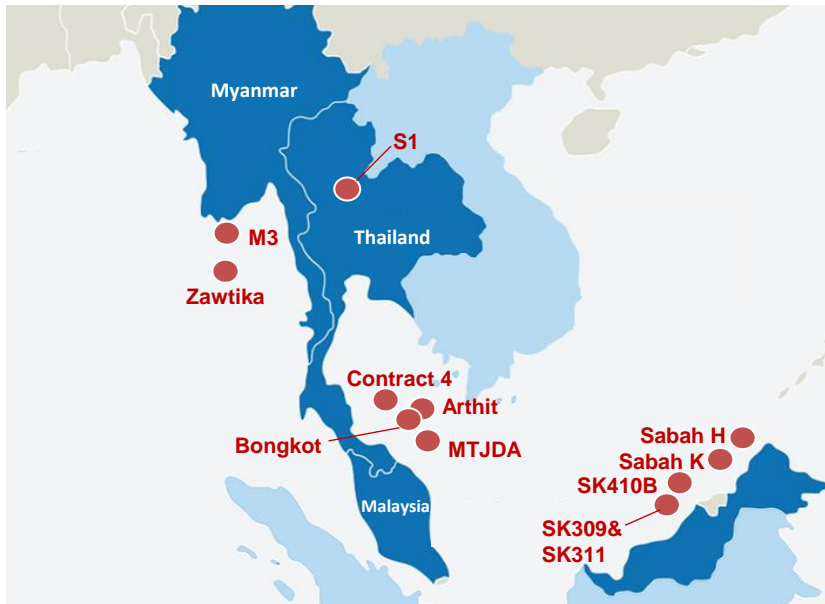 Myanmar
S1
Thailand
M3
Zawtika
Contract 4
Arthit
Bongkot
MTJDA
Sabah H
Sabah K
SK410B
Malaysia
SK309&
SK311